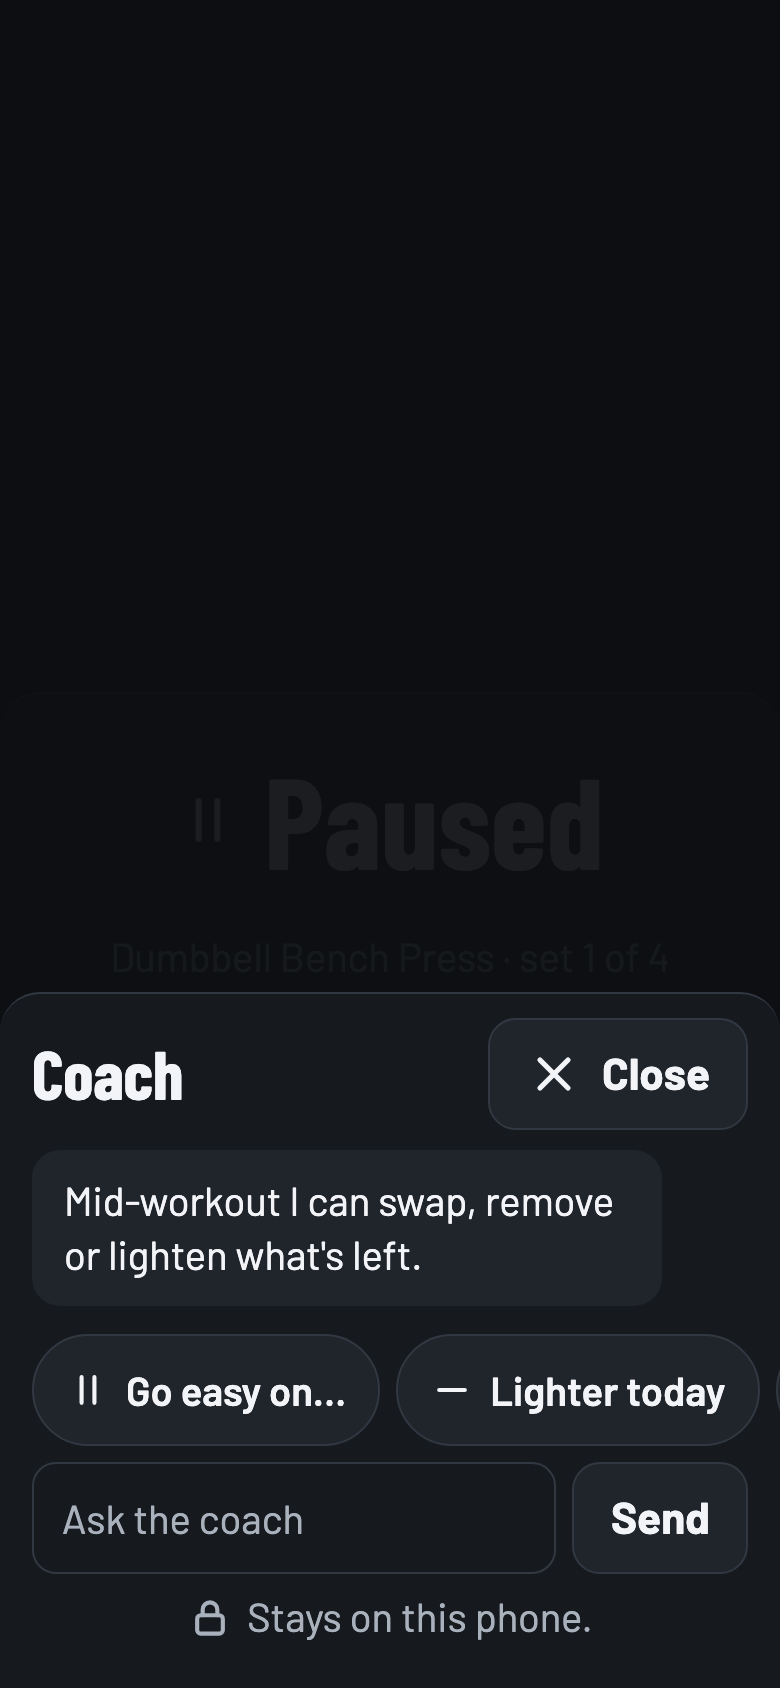 Paused
Dumbbell Bench Press · set 1 of 4
Coach
Close
Mid-workout I can swap, remove
or lighten what's left.
Go easy on...
Lighter today
Ask the coach
Send
Stays on this phone.